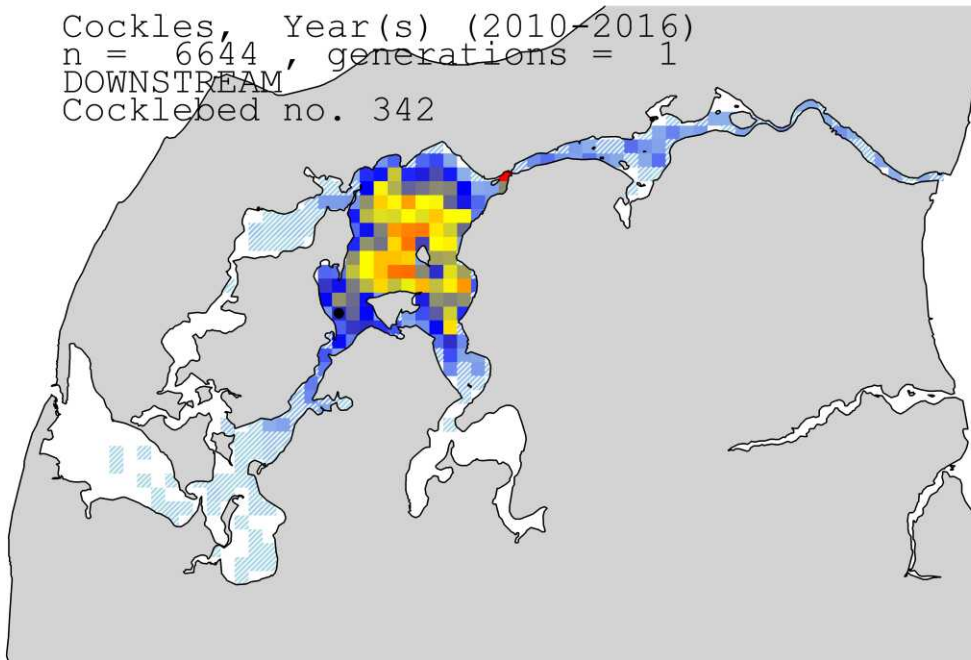 Cockles, Year(s) (2010-2016)
n = 6644 , generations = 1
DOWNSTREAM
Cocklebed no. 342